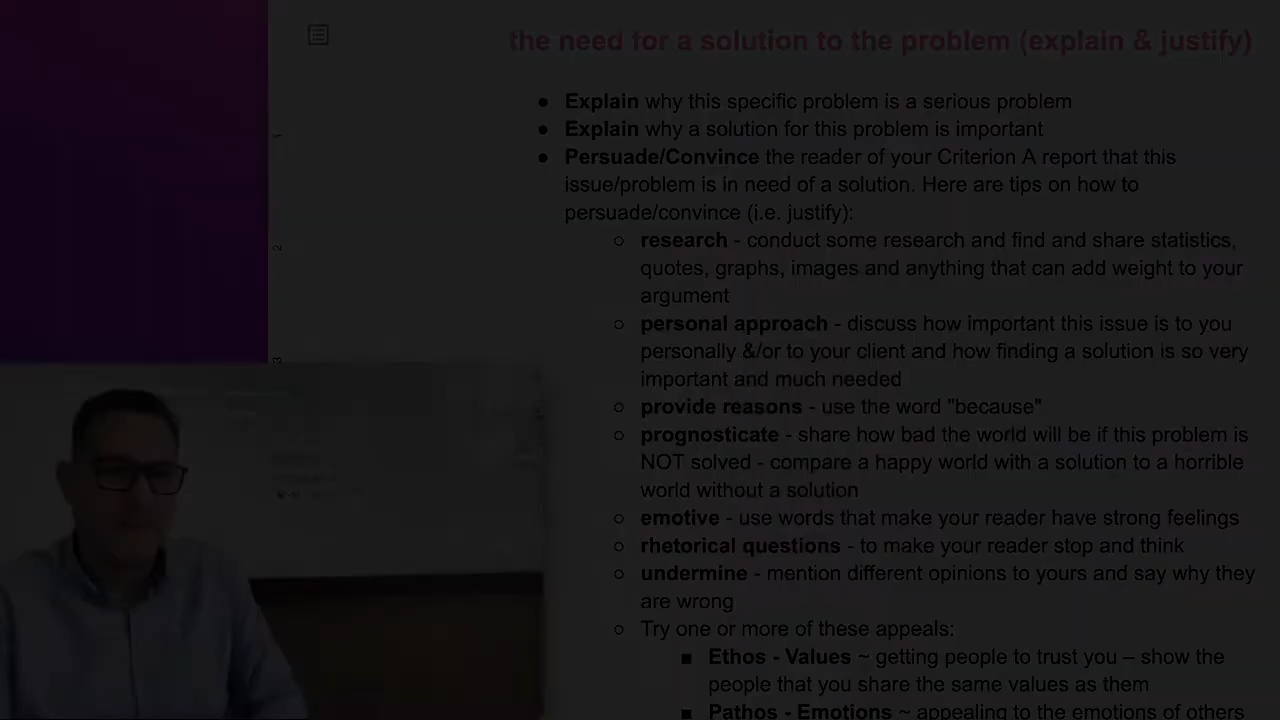 the need for a solution to the problem (explain & justify)
● Explain why this specific problem is a serious problem
● Explain why a solution for this problem is important
● Persuade/Convince the reader of your Criterion A report that this
issue/problem is in need of a solution. Here are tips on how to
persuade/convince (i.e. justify):
○ research - conduct some research and find and share statistics,
quotes, graphs, images and anything that can add weight to your
argument
○ personal approach - discuss how important this issue is to you
personally &/or to your client and how finding a solution is so very
important and much needed
○ provide reasons - use the word "because"
○ prognosticate - share how bad the world will be if this problem is
NOT solved - compare a happy world with a solution to a horrible
world without a solution
○ emotive - use words that make your reader have strong feelings
○ rhetorical questions - to make your reader stop and think
○ undermine - mention different opinions to yours and say why they
are wrong
○ Try one or more of these appeals:
■ Ethos - Values ~ getting people to trust you – show the
people that you share the same values as them
■ Pathos - Emotions ~ appealing to the emotions of others
1
2
3